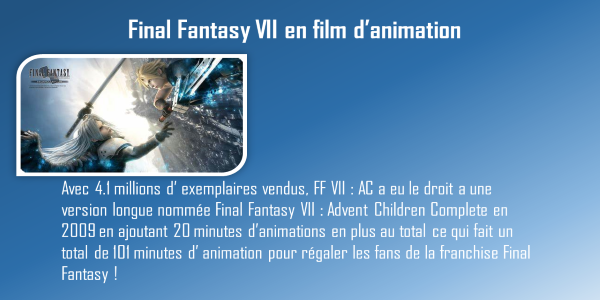 Final Fantasy VII en film d'animation
FINAL FANTASY
Avec 4.1 millions d' exemplaires vendus, FF VII : AC a eu le droit a une
version longue nommée Final Fantasy VII : Advent Children Complete en
2009 en ajoutant 20 minutes d'animations en plus au total ce qui fait un
total de 101 minutes d' animation pour régaler les fans de la franchise Final
Fantasy !